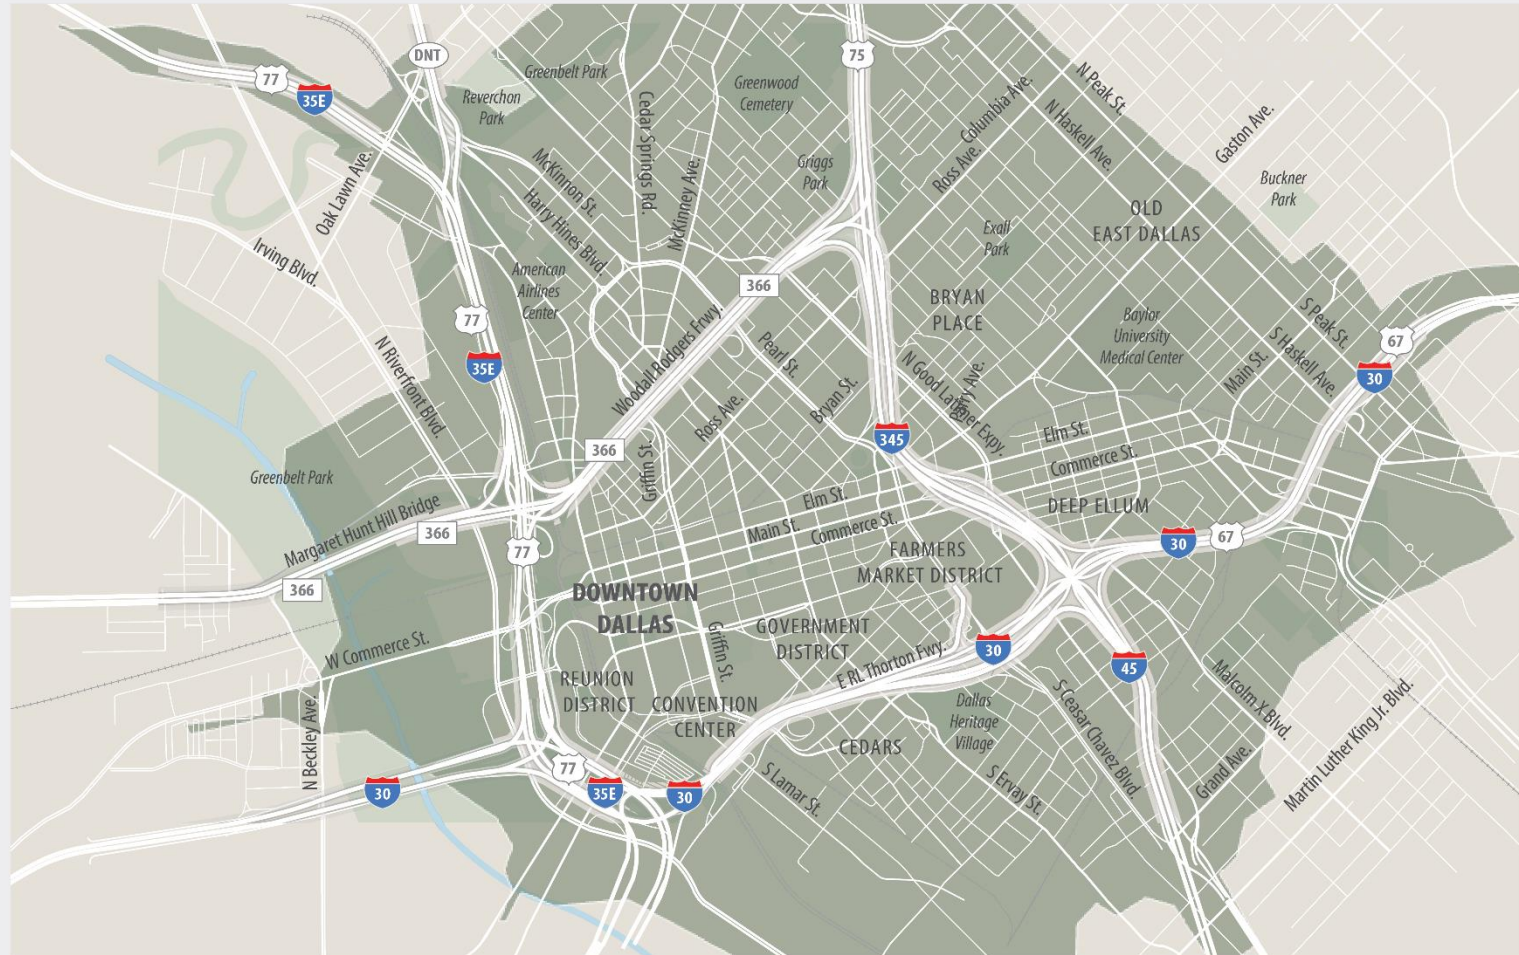 DNT
77
35E
Greenbelt Park
Reverchon
Park
Greenwood
Cemetery
75
N Peak St.
Columbia Ave.
N Haskell Ave.
Gaston Ave.
Oak Lawn Ave.
McKinnon St.
Cedar Springs Rd.
McKinney Ave.
Griggs
Park
Ross Ave.
Buckner
Park
Harry Hines Blvd.
OLD
EAST DALLAS
Exall
Park
Irving Blvd.
American
Airlines
Center
366
BRYAN
PLACE
77
Baylor
University
Medical Center
S Peak St.
67
35E
N Riverfront Blvd.
Woodall Rodgers Frwy.
Pearl St.
N Good Latimer Expy.
Main St.
S Haskell Ave.
30
Ross Ave.
Bryan St.
345
Elm St.
Commerce St.
366
Griffin St.
Greenbelt Park
Margaret Hunt Hill Bridge
366
Elm St.
Main St.
Commerce St.
DEEP ELLUM
30
67
77
FARMERS
MARKET DISTRICT
366
DOWNTOWN
DALLAS
W Commerce St.
Griffin St.
GOVERNMENT
DISTRICT
30
E RL Thorton Fwy.
45
REUNION
DISTRICT
CONVENTION
CENTER
Dallas
Heritage
Village
S Ceasar Chavez Blvd.
Malcolm X Blvd.
Martin Luther King Jr. Blvd.
N Beckley Ave.
CEDARS
77
30
35E
30
S Lamar St.
S Ervay St.
Grand Ave.